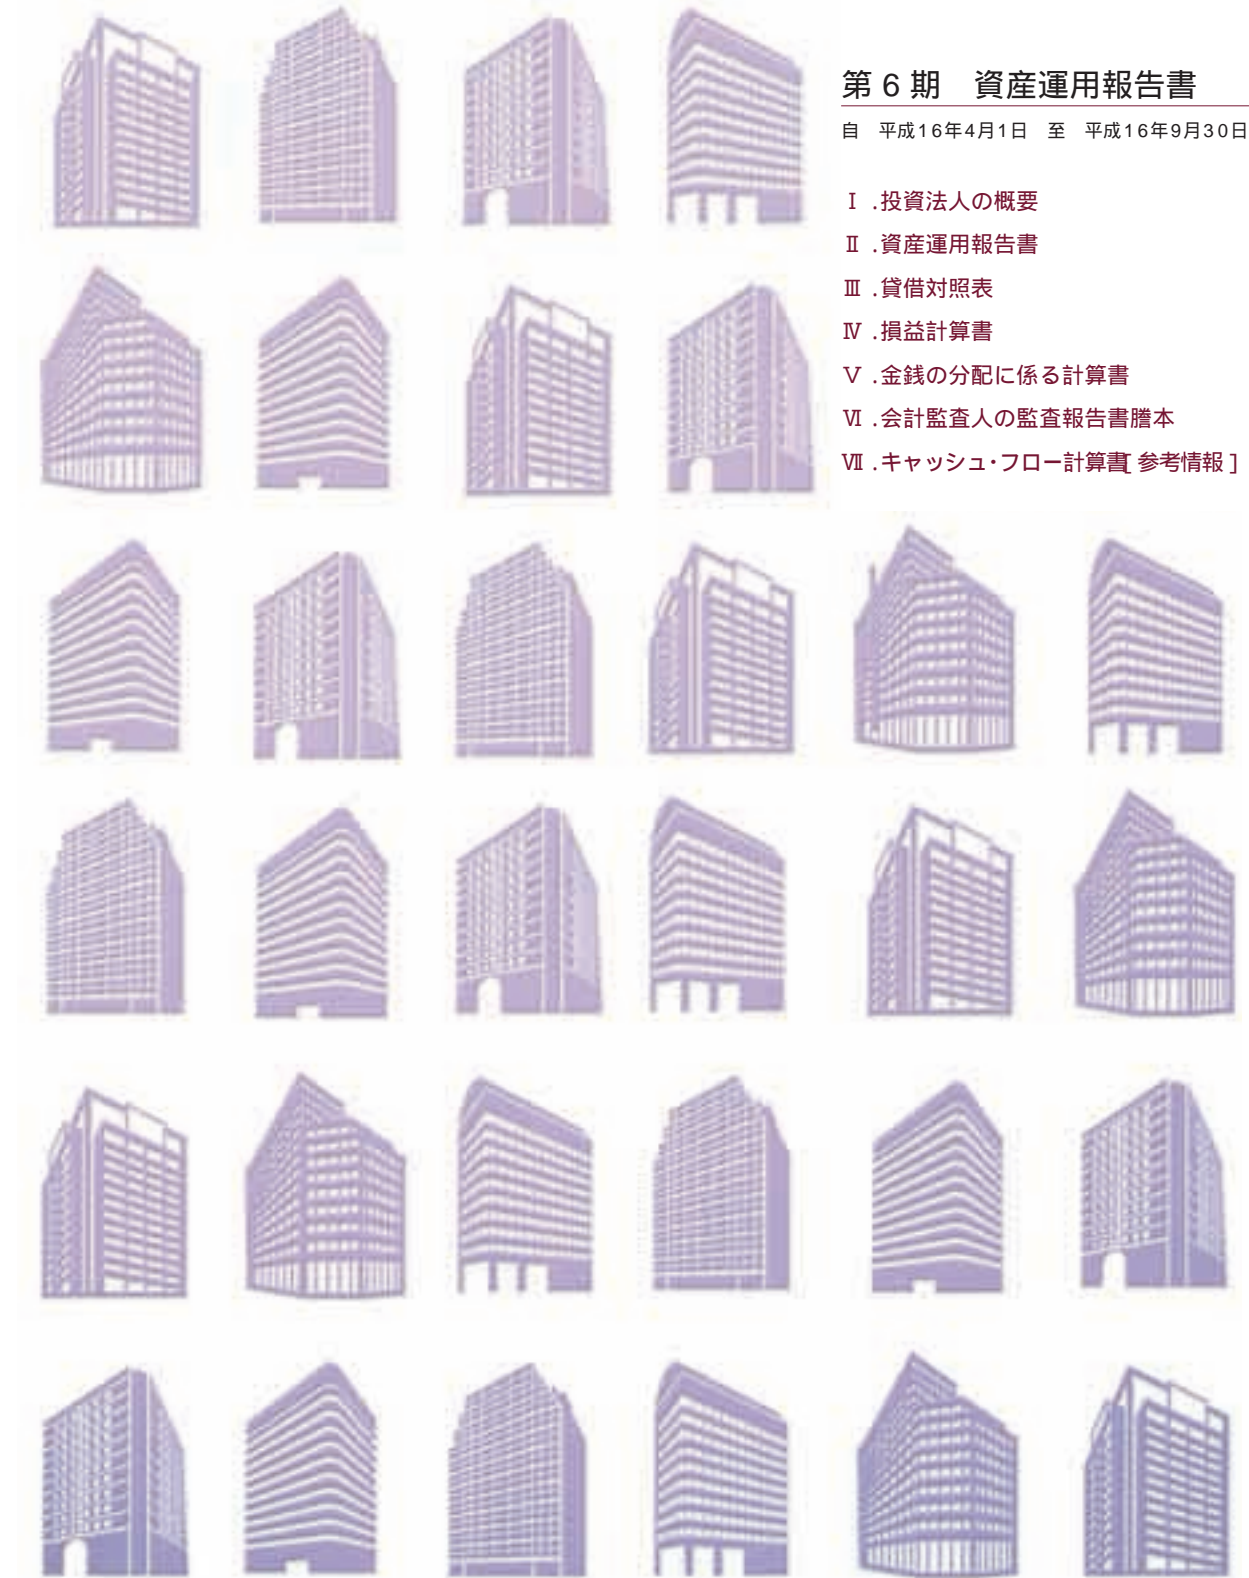 第6期 資産運用報告書
自 平成16年4月1日 至 平成16年9月30日
Ⅰ.投資法人の概要
Ⅱ.資産運用報告書
Ⅲ.貸借対照表
Ⅳ.損益計算書
Ⅴ.金銭の分配に係る計算書
Ⅵ.会計監査人の監査報告書謄本
Ⅶ.キャッシュ・フロー計算書[参考情報]